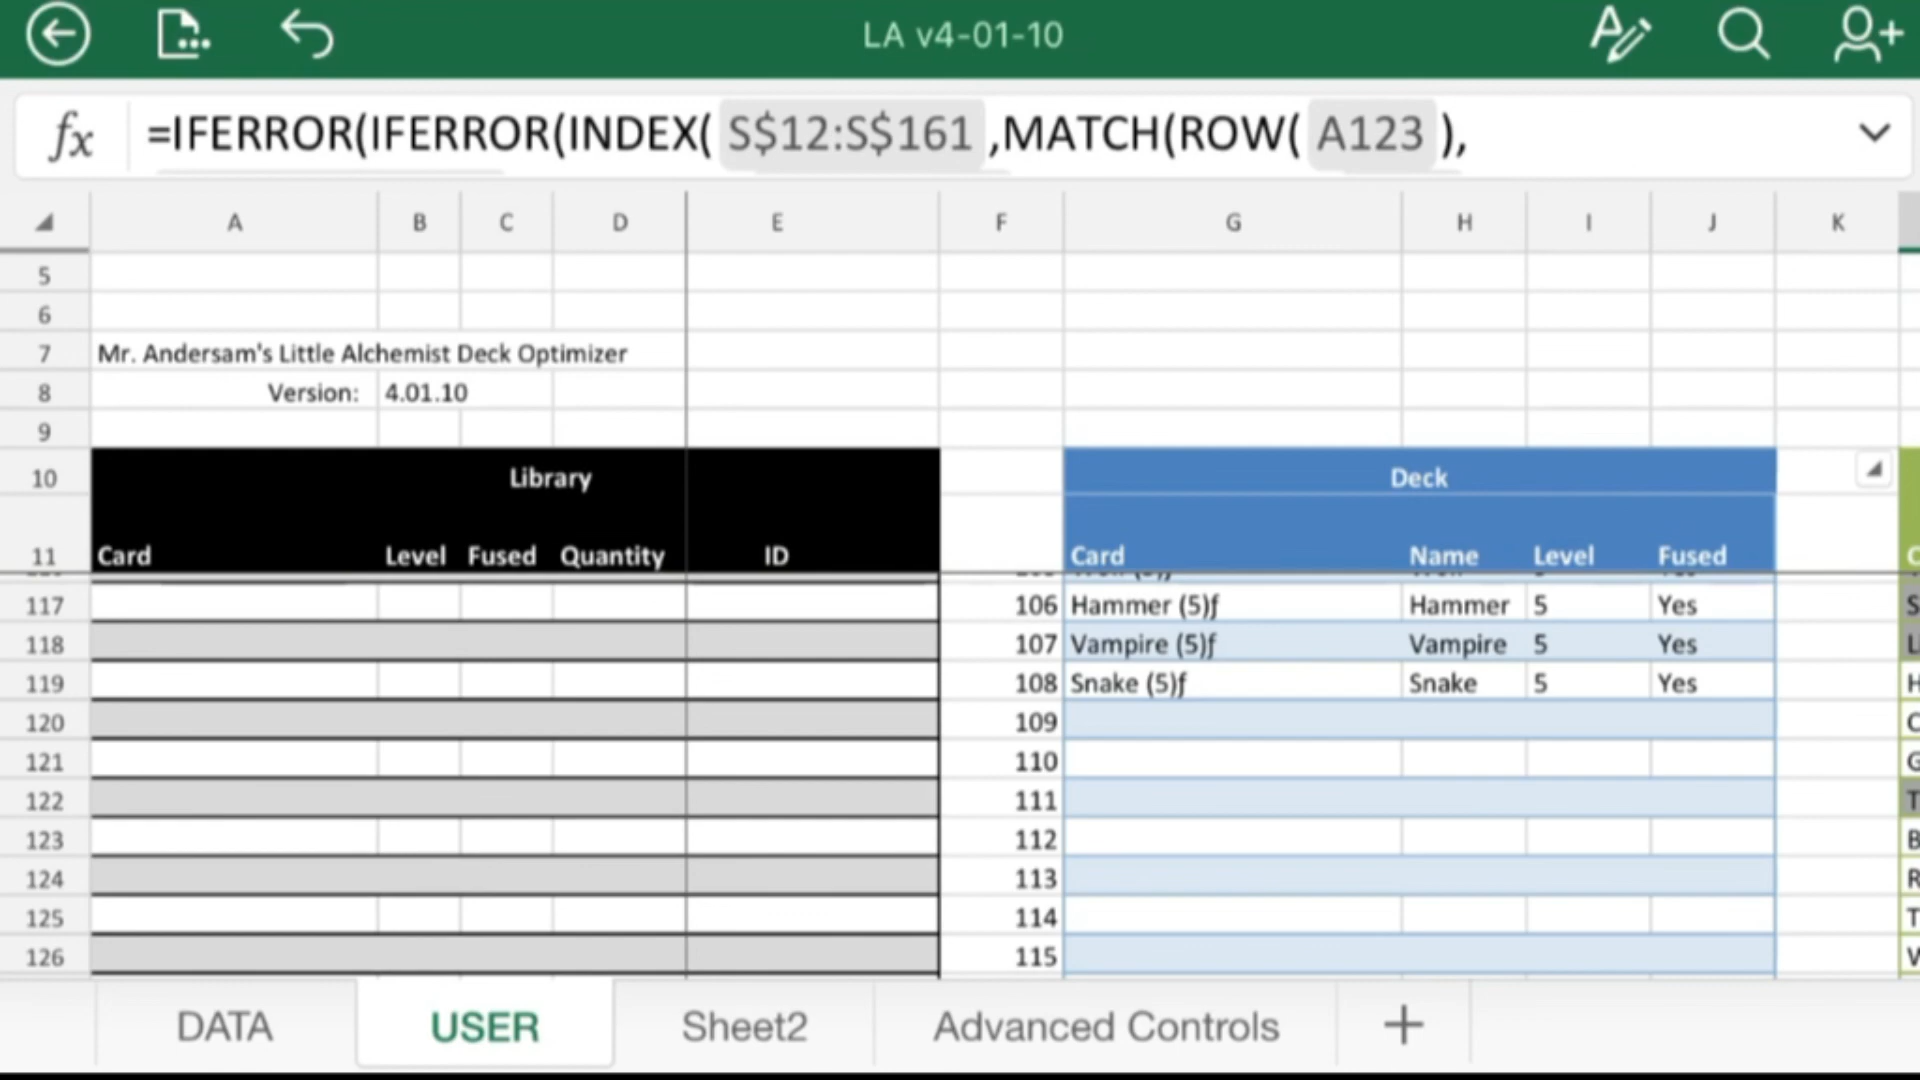 LA v4-01-10
fx =IFERROR(IFERROR(INDEX( S$12:S$161 ,MATCH(ROW( A123 ),
A B C D E F G H I J K
5
6
7 Mr. Andersam's Little Alchemist Deck Optimizer
8 Version: 4.01.10
9
10 Library Deck
11 Card Level Fused Quantity ID Card Name Level Fused
117 106 Hammer (5)ƒ Hammer 5 Yes
118 107 Vampire (5)ƒ Vampire 5 Yes
119 108 Snake (5)ƒ Snake 5 Yes
120 109
121 110
122 111
123 112
124 113
125 114
126 115
DATA USER Sheet2 Advanced Controls +